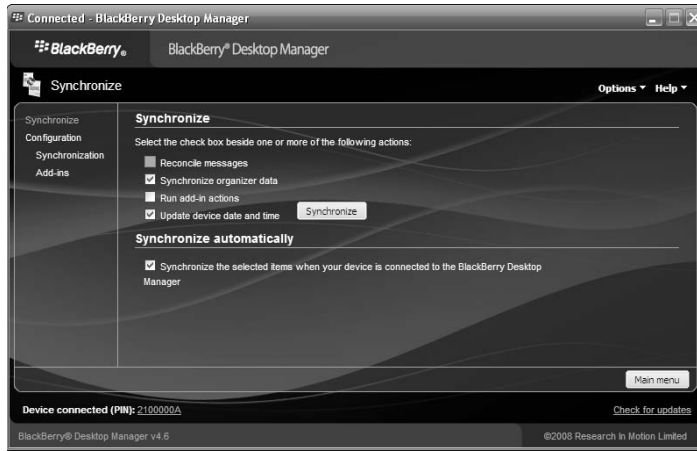 Connected - BlackBerry Desktop Manager
BlackBerry® BlackBerry® Desktop Manager
Synchronize Options Help
Synchronize
Configuration
Synchronization
Add-ins
Synchronize
Select the check box beside one or more of the following actions:
Reconcile messages
Synchronize organizer data
Run add-in actions
Update device date and time Synchronize
Synchronize automatically
Synchronize the selected items when your device is connected to the BlackBerry Desktop
Manager
Main menu
Device connected (PIN): 2100000A Check for updates
BlackBerry® Desktop Manager v4.6 ©2008 Research In Motion Limited